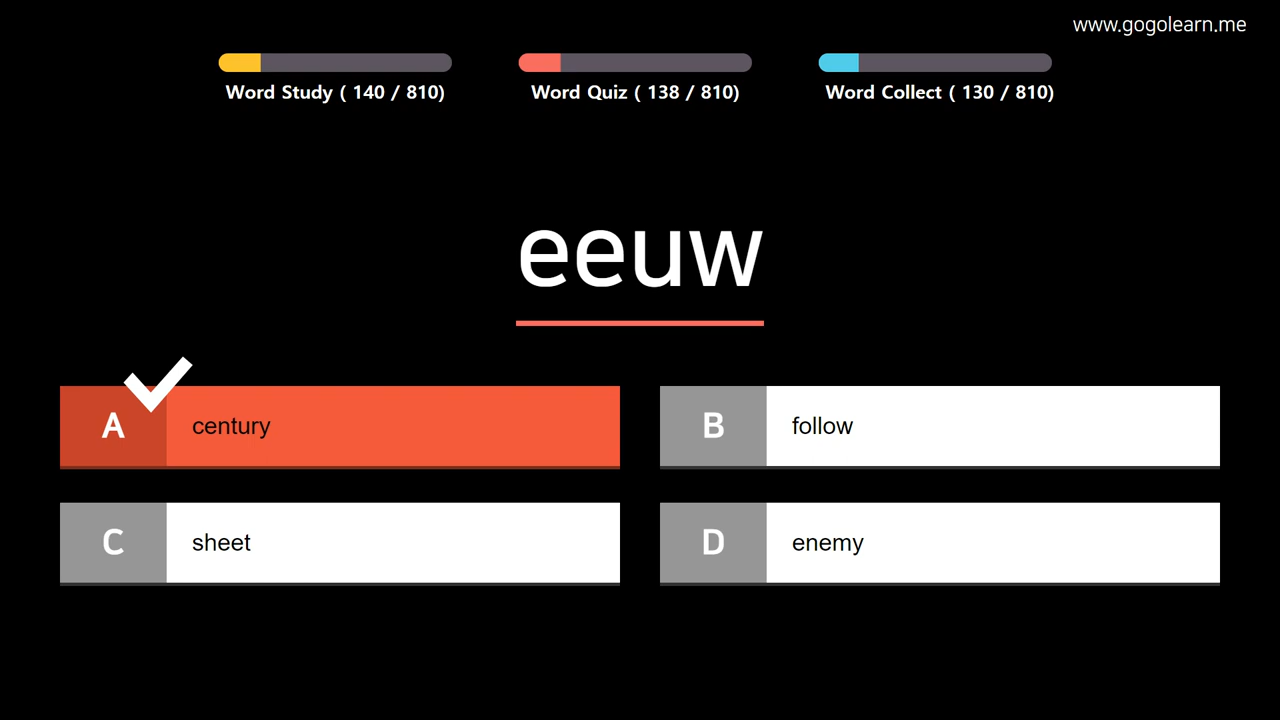 www.gogolearn.me
Word Study ( 140 / 810)
Word Quiz ( 138 / 810)
Word Collect ( 130 / 810)
eeuw
A century
B follow
C sheet
D enemy